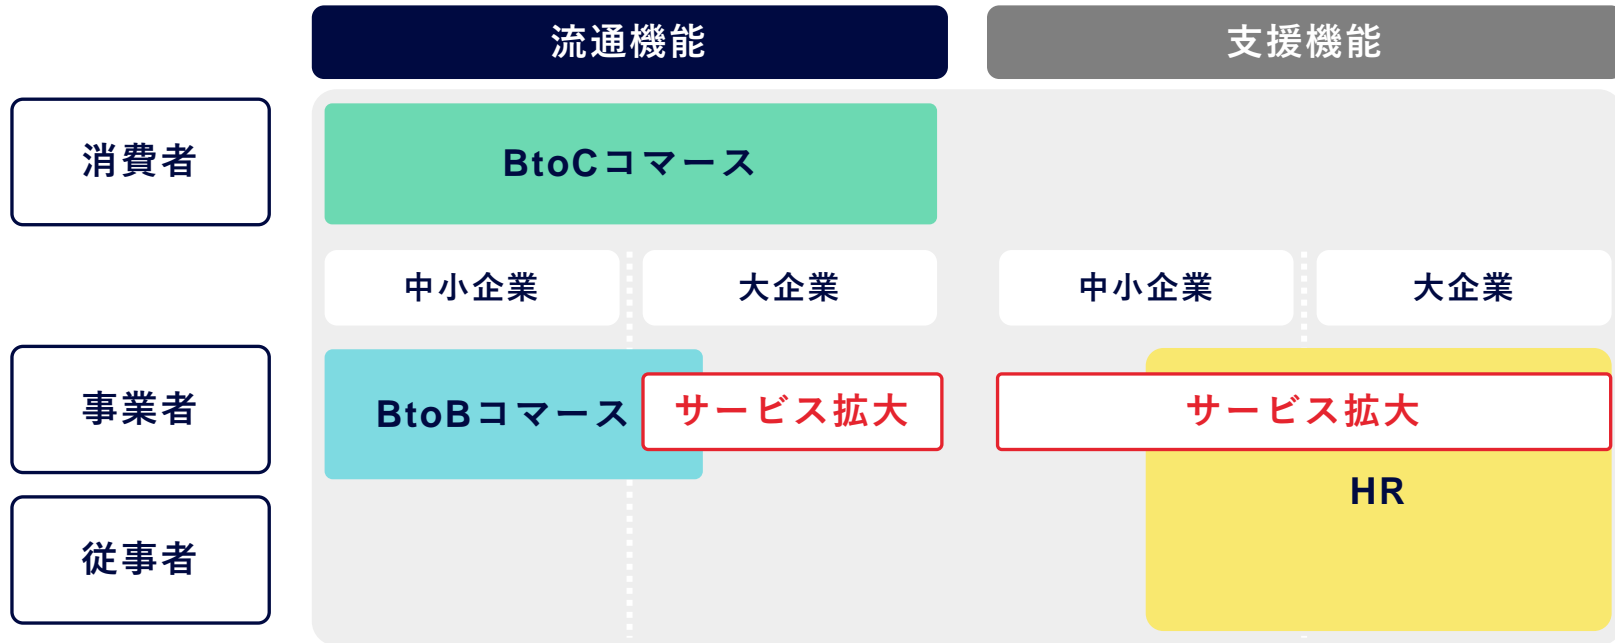 流通機能
支援機能
消費者
BtoCコマース
中小企業
大企業
中小企業
大企業
事業者
BtoBコマース
サービス拡大
サービス拡大
HR
従事者